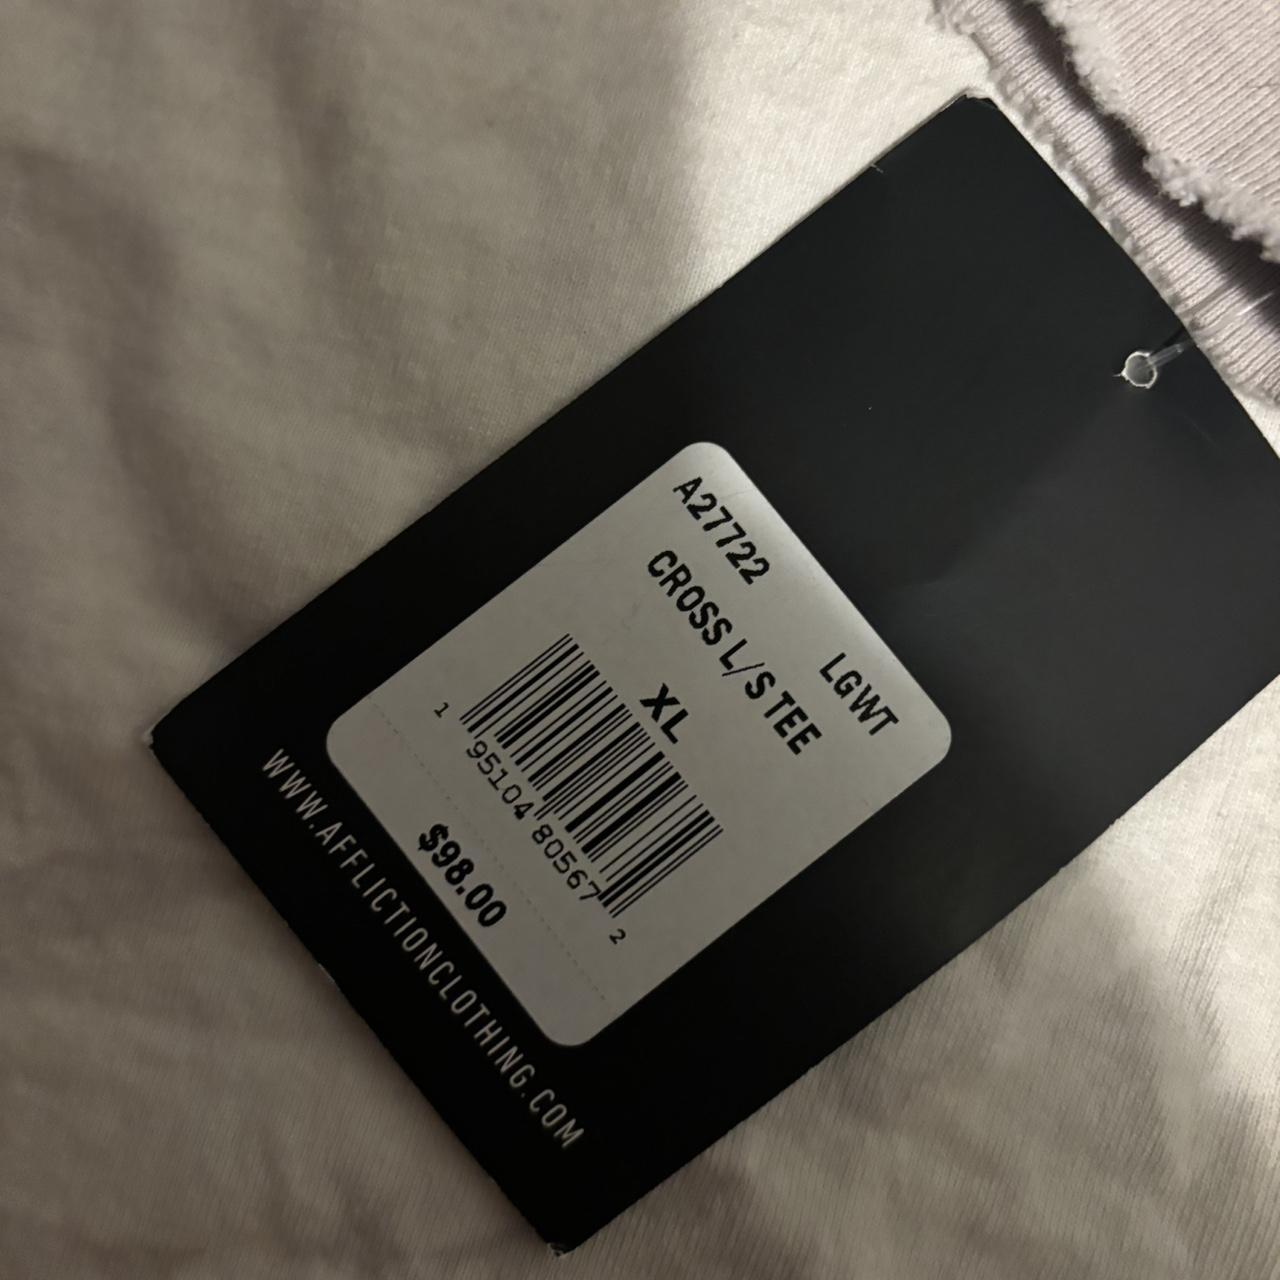 A27722 LGWT
CROSS L/S TEE
XL
1 95104 80567 2
$98.00
WWW.AFFLICTIONCLOTHING.COM